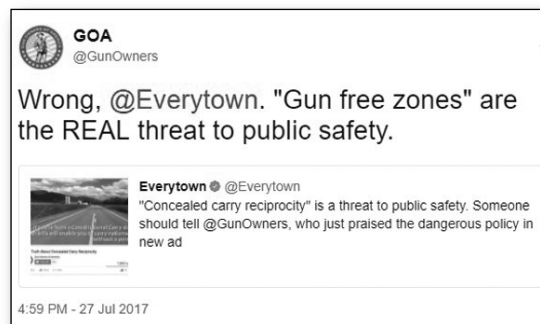 GOA
@GunOwners
Wrong, @Everytown. "Gun free zones" are
the REAL threat to public safety.
Everytown @Everytown
"Concealed carry reciprocity" is a threat to public safety. Someone
should tell @GunOwners, who just praised the dangerous policy in
new ad
Truth About Concealed Carry Reciprocity
4:59 PM - 27 Jul 2017